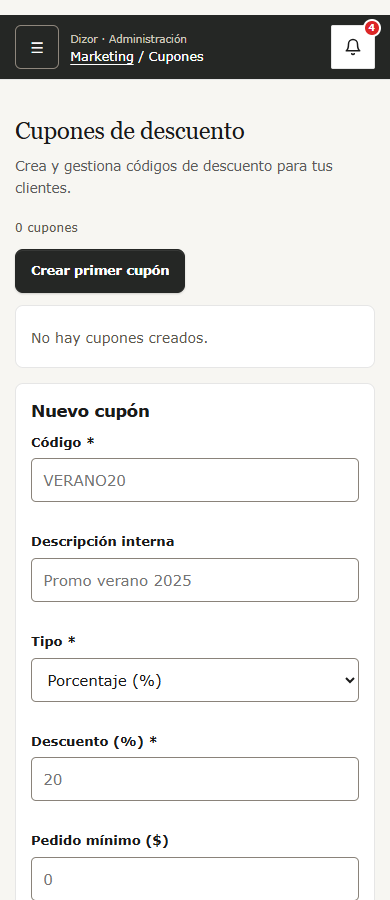 Dizor · Administración
Marketing / Cupones
4
Cupones de descuento
Crea y gestiona códigos de descuento para tus
clientes.
0 cupones
Crear primer cupón
No hay cupones creados.
Nuevo cupón
Código *
VERANO20
Descripción interna
Promo verano 2025
Tipo *
Porcentaje (%)
Descuento (%) *
20
Pedido mínimo ($)
0